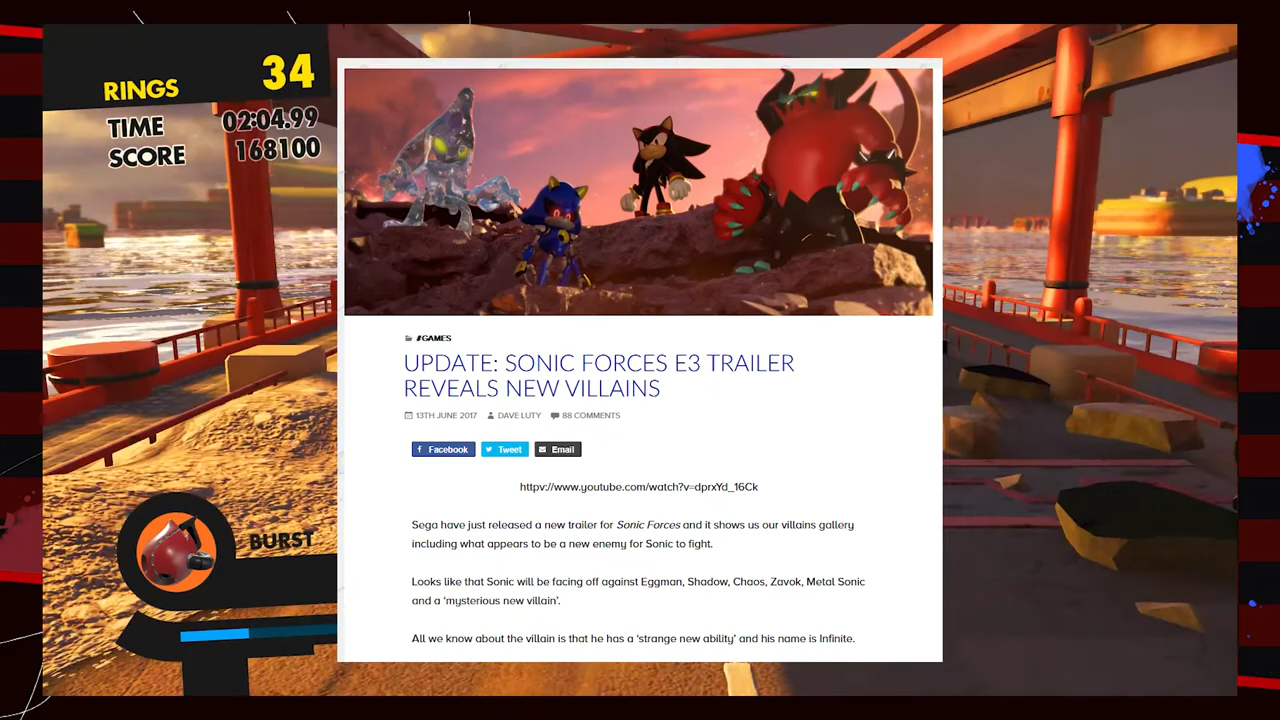 RINGS 34
TIME 02:04.99
SCORE 168100
#GAMES
UPDATE: SONIC FORCES E3 TRAILER
REVEALS NEW VILLAINS
13TH JUNE 2017 DAVE LUTY 88 COMMENTS
Facebook Tweet Email
httpv://www.youtube.com/watch?v=dprxYd_16Ck
Sega have just released a new trailer for Sonic Forces and it shows us our villains gallery
including what appears to be a new enemy for Sonic to fight.
Looks like that Sonic will be facing off against Eggman, Shadow, Chaos, Zavok, Metal Sonic
and a ‘mysterious new villain’.
All we know about the villain is that he has a ‘strange new ability’ and his name is Infinite.
BURST